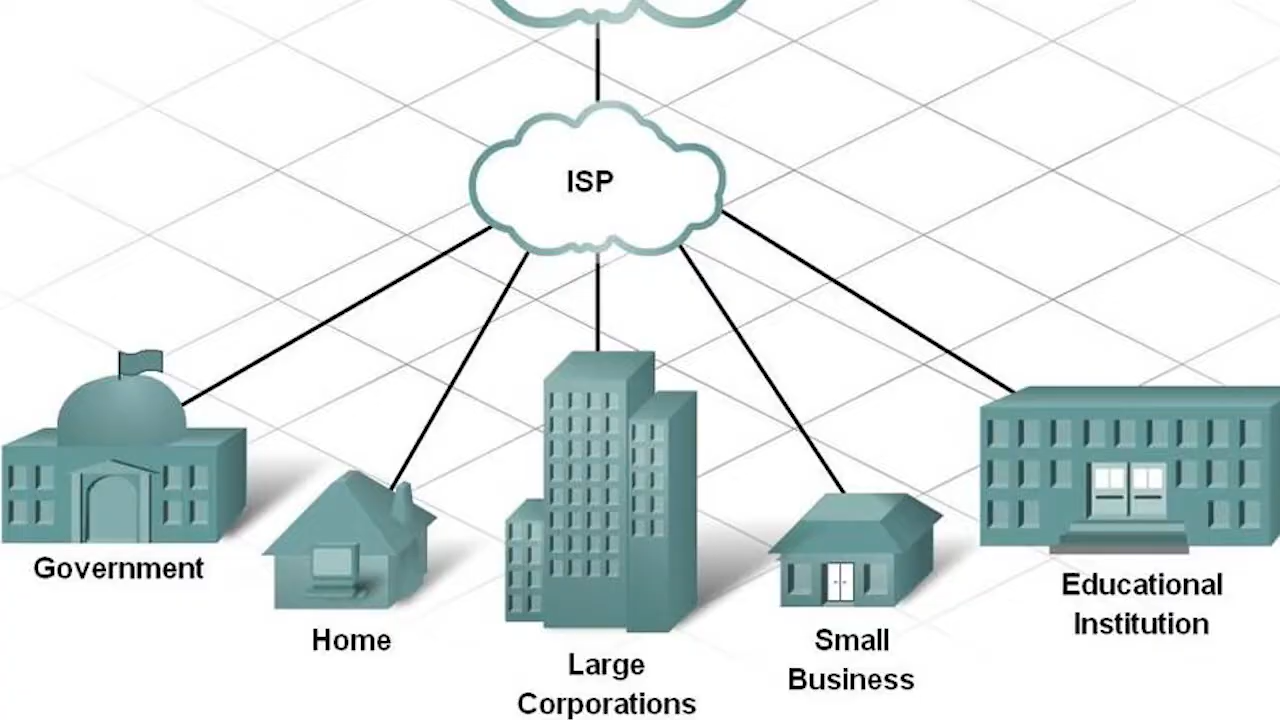 ISP
Government
Home
Large
Corporations
Small
Business
Educational
Institution